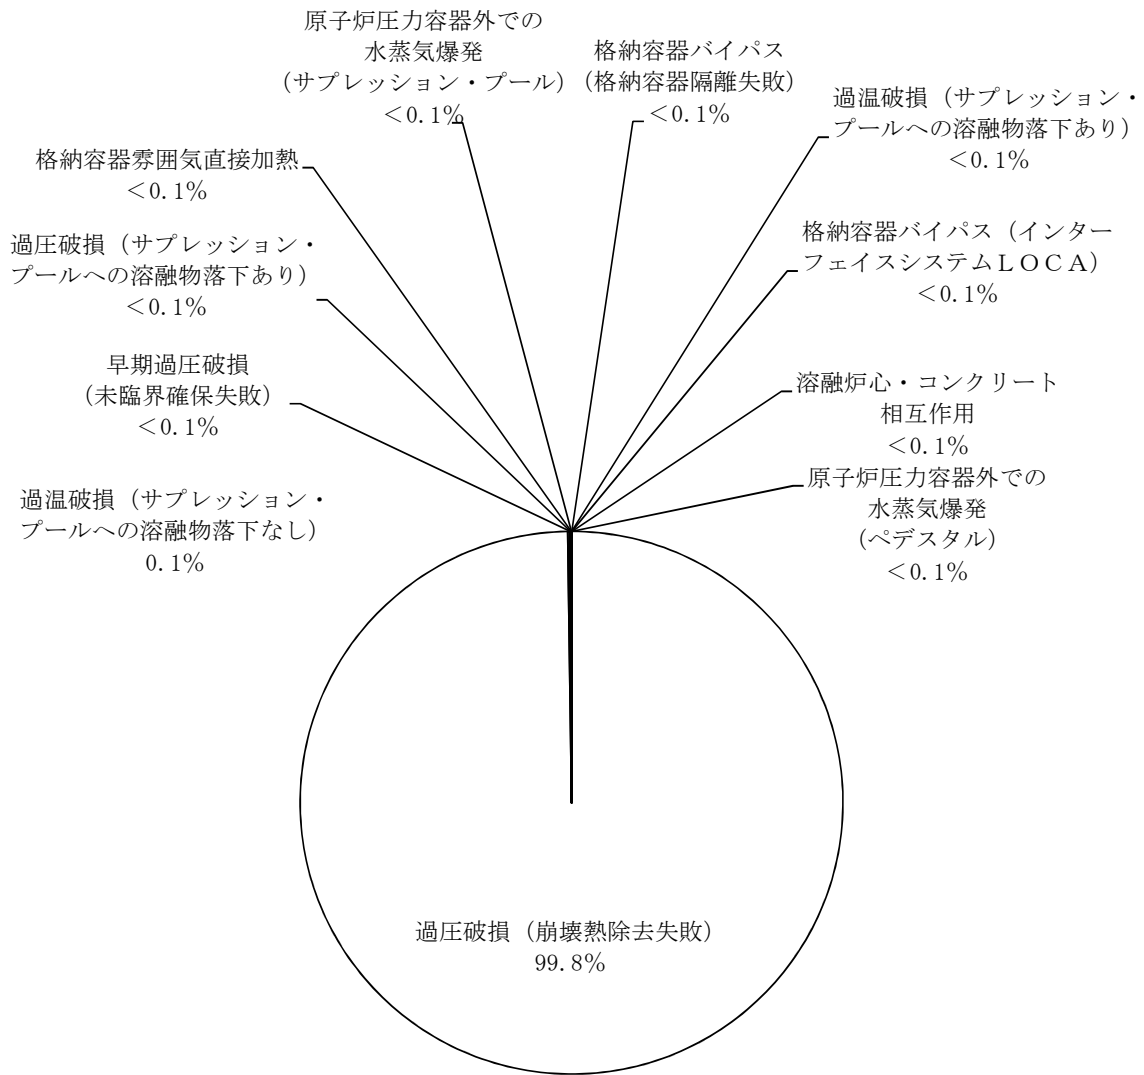 原子炉圧力容器外での
水蒸気爆発
（サプレッション・プール）
＜0.1%
格納容器バイパス
（格納容器隔離失敗）
＜0.1%
過温破損（サプレッション・
プールへの溶融物落下あり）
＜0.1%
格納容器雰囲気直接加熱
＜0.1%
過圧破損（サプレッション・
プールへの溶融物落下あり）
＜0.1%
格納容器バイパス（インター
フェイスシステムＬＯＣＡ）
＜0.1%
早期過圧破損
（未臨界確保失敗）
＜0.1%
溶融炉心・コンクリート
相互作用
＜0.1%
過温破損（サプレッション・
プールへの溶融物落下なし）
0.1%
原子炉圧力容器外での
水蒸気爆発
（ペデスタル）
＜0.1%
過圧破損（崩壊熱除去失敗）
99.8%